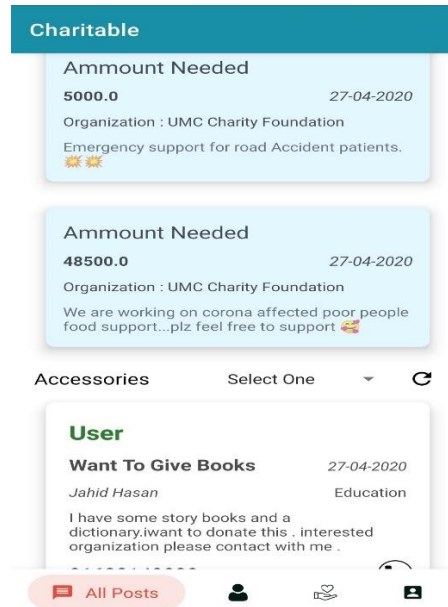 Charitable
Ammount Needed
5000.0 27-04-2020
Organization : UMC Charity Foundation
Emergency support for road Accident patients.
💥💥
Ammount Needed
48500.0 27-04-2020
Organization : UMC Charity Foundation
We are working on corona affected poor people
food support...plz feel free to support 🥰
Accessories Select One
User
Want To Give Books 27-04-2020
Jahid Hasan Education
I have some story books and a
dictionary.iwant to donate this . interested
organization please contact with me .
All Posts